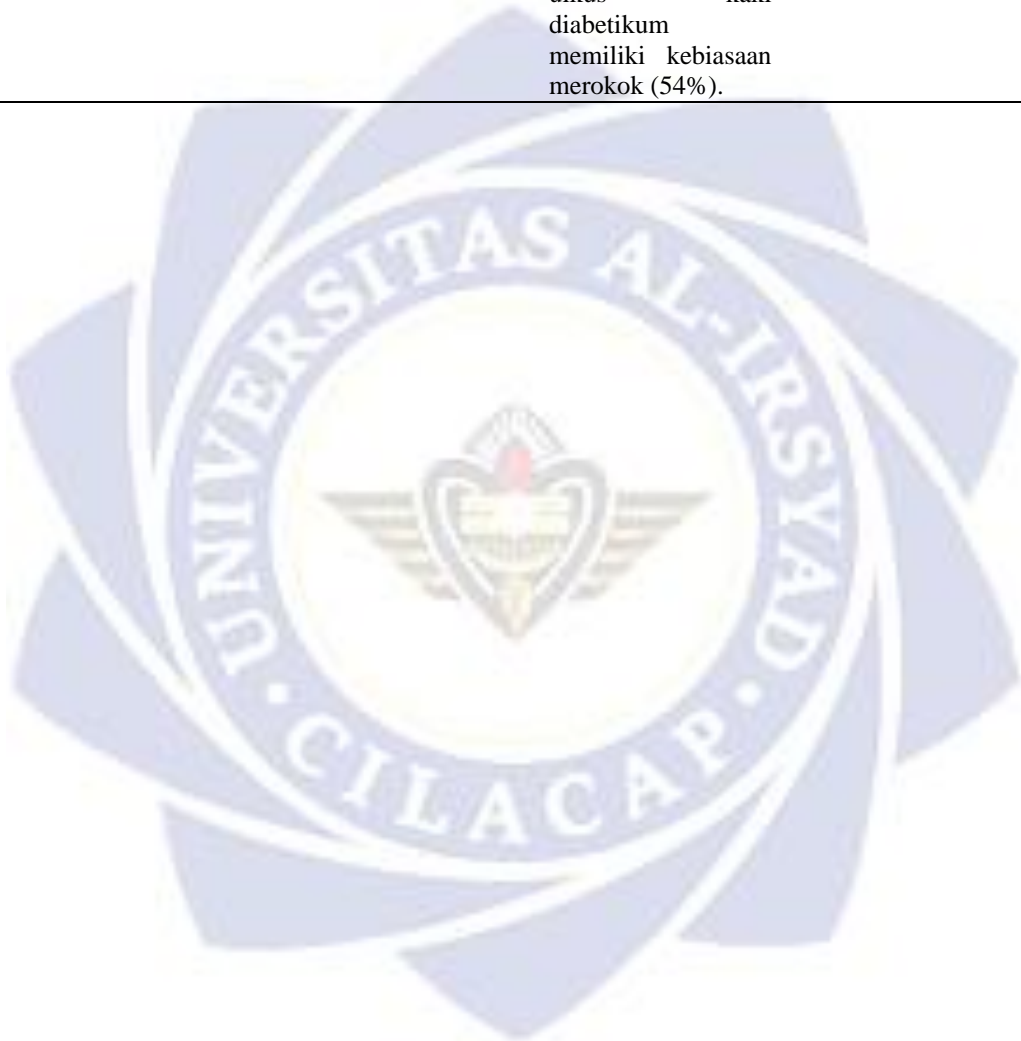 diabetikum
memiliki kebiasaan
merokok (54%).
UNIVERSITAS AL-IRSYAD
• CILACAP •